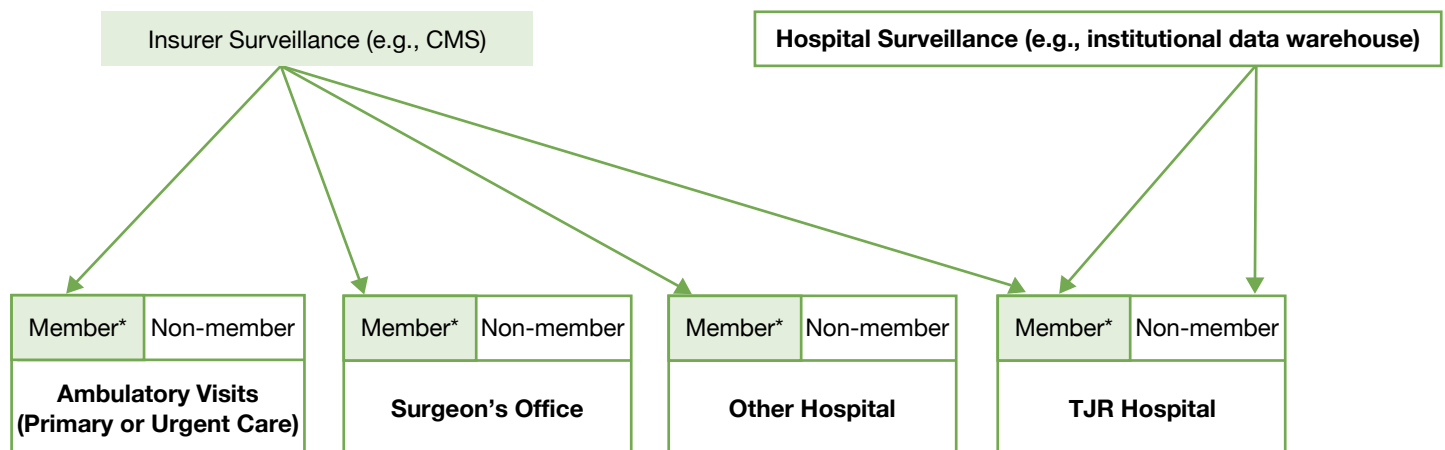 Insurer Surveillance (e.g., CMS)
Hospital Surveillance (e.g., institutional data warehouse)
Member* Non-member
Member* Non-member
Member* Non-member
Member* Non-member
Ambulatory Visits
(Primary or Urgent Care)
Surgeon’s Office
Other Hospital
TJR Hospital